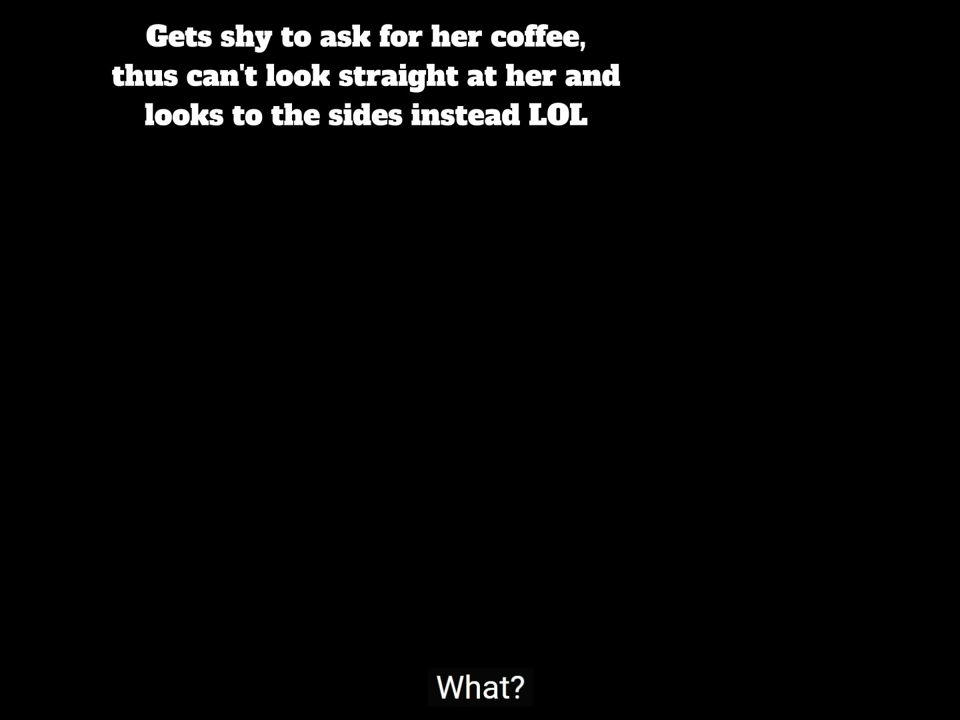 Gets shy to ask for her coffee,
thus can't look straight at her and
looks to the sides instead LOL
What?